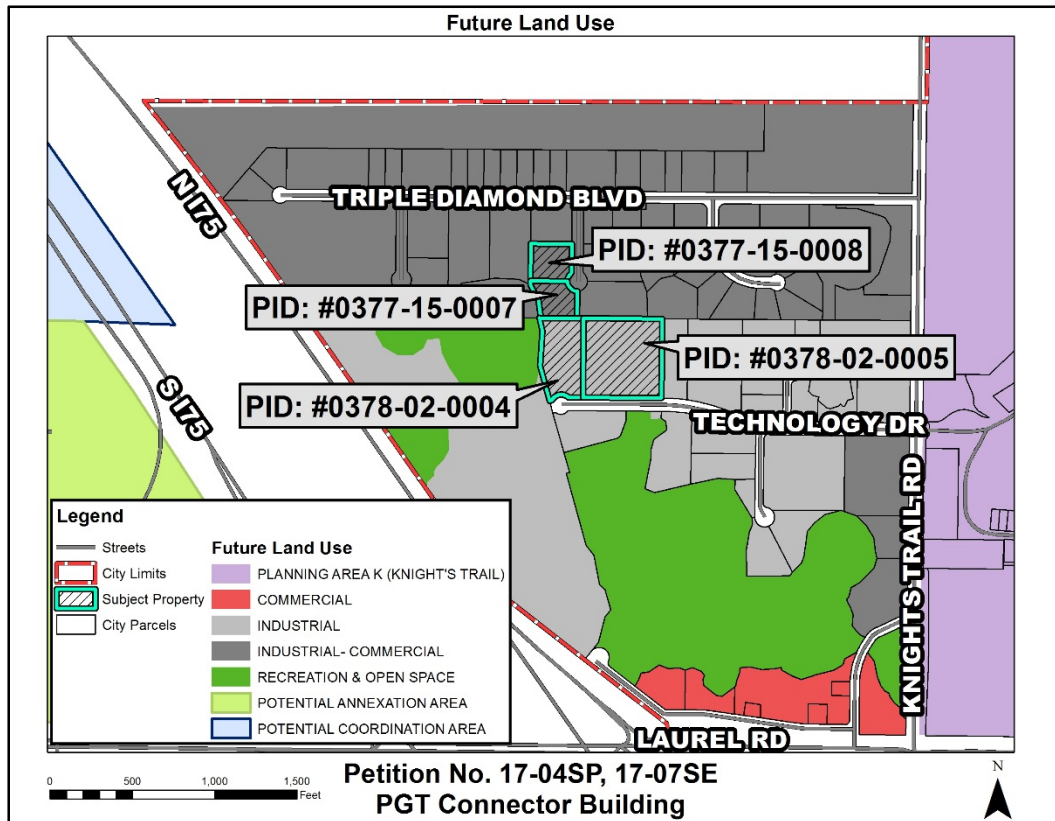 Future Land Use
N I75
TRIPLE DIAMOND BLVD
PID: #0377-15-0008
PID: #0377-15-0007
PID: #0378-02-0005
PID: #0378-02-0004
S I75
TECHNOLOGY DR
KNIGHTS TRAIL RD
Legend
Streets
City Limits
Subject Property
City Parcels
Future Land Use
PLANNING AREA K (KNIGHT'S TRAIL)
COMMERCIAL
INDUSTRIAL
INDUSTRIAL- COMMERCIAL
RECREATION & OPEN SPACE
POTENTIAL ANNEXATION AREA
POTENTIAL COORDINATION AREA
LAUREL RD
0 500 1,000 1,500
Feet
Petition No. 17-04SP, 17-07SE
PGT Connector Building
N